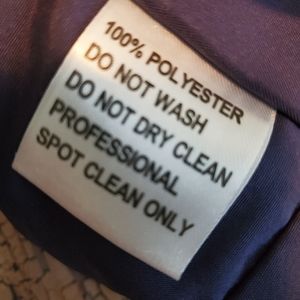 100% POLYESTER
DO NOT WASH
DO NOT DRY CLEAN
PROFESSIONAL
SPOT CLEAN ONLY